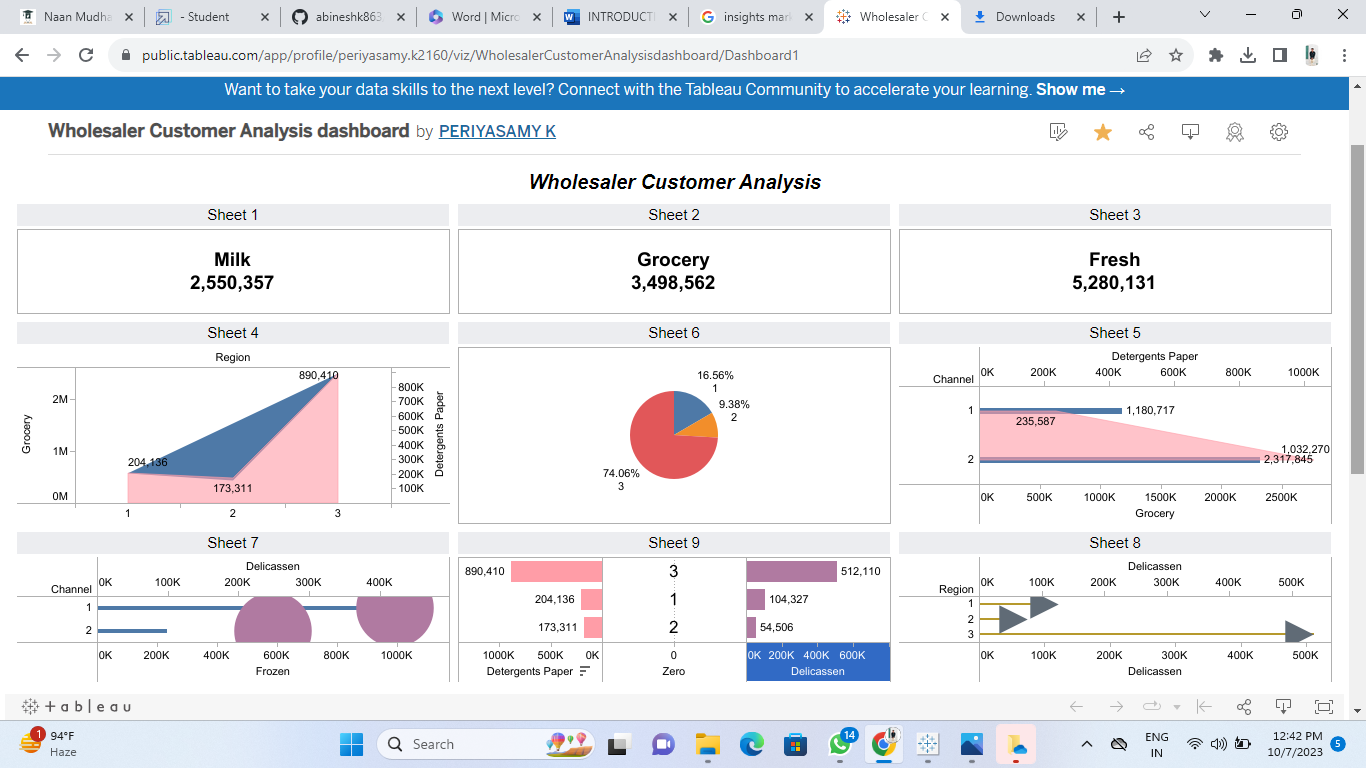 Naan Mudha
- Student
abineshk863
Word | Micro
INTRODUCTI
insights mar
Wholesaler C
Downloads
public.tableau.com/app/profile/periyasamy.k2160/viz/WholesalerCustomerAnalysisdashboard/Dashboard1
Want to take your data skills to the next level? Connect with the Tableau Community to accelerate your learning. Show me →
Wholesaler Customer Analysis dashboard by PERIYASAMY K
Wholesaler Customer Analysis
Sheet 1
Milk
2,550,357
Sheet 2
Grocery
3,498,562
Sheet 3
Fresh
5,280,131
Sheet 4
Region
890,410
204,136
173,311
Grocery
2M
1M
0M
800K
700K
600K
500K
400K
300K
200K
100K
Detergents Paper
1 2 3
Sheet 6
16.56%
1
9.38%
2
74.06%
3
Sheet 5
Detergents Paper
Channel 0K 200K 400K 600K 800K 1000K
1 1,180,717
235,587
1,032,270
2 2,317,845
0K 500K 1000K 1500K 2000K 2500K
Grocery
Sheet 7
Delicassen
Channel 0K 100K 200K 300K 400K
1
2
0K 200K 400K 600K 800K 1000K
Frozen
Sheet 9
890,410 3 512,110
204,136 1 104,327
173,311 2 54,506
1000K 500K 0K 0 0K 200K 400K 600K
Detergents Paper Zero Delicassen
Sheet 8
Delicassen
Region 0K 100K 200K 300K 400K 500K
1
2
3
0K 100K 200K 300K 400K 500K
Delicassen
+ableau
1
94°F
Haze
Search
14
ENG
IN
12:42 PM
10/7/2023
5